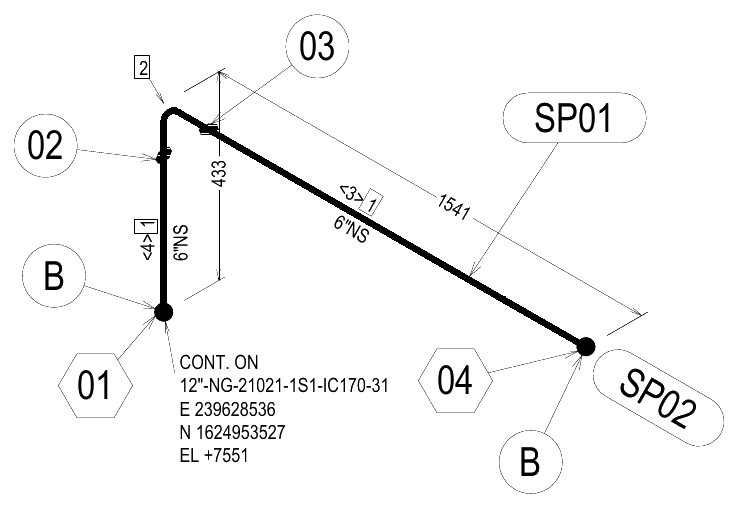 03
2
SP01
02
433
1541
<3> 1
6"NS
<4> 1
6"NS
B
CONT. ON
12"-NG-21021-1S1-IC170-31
E 239628536
N 1624953527
EL +7551
01
04
SP02
B